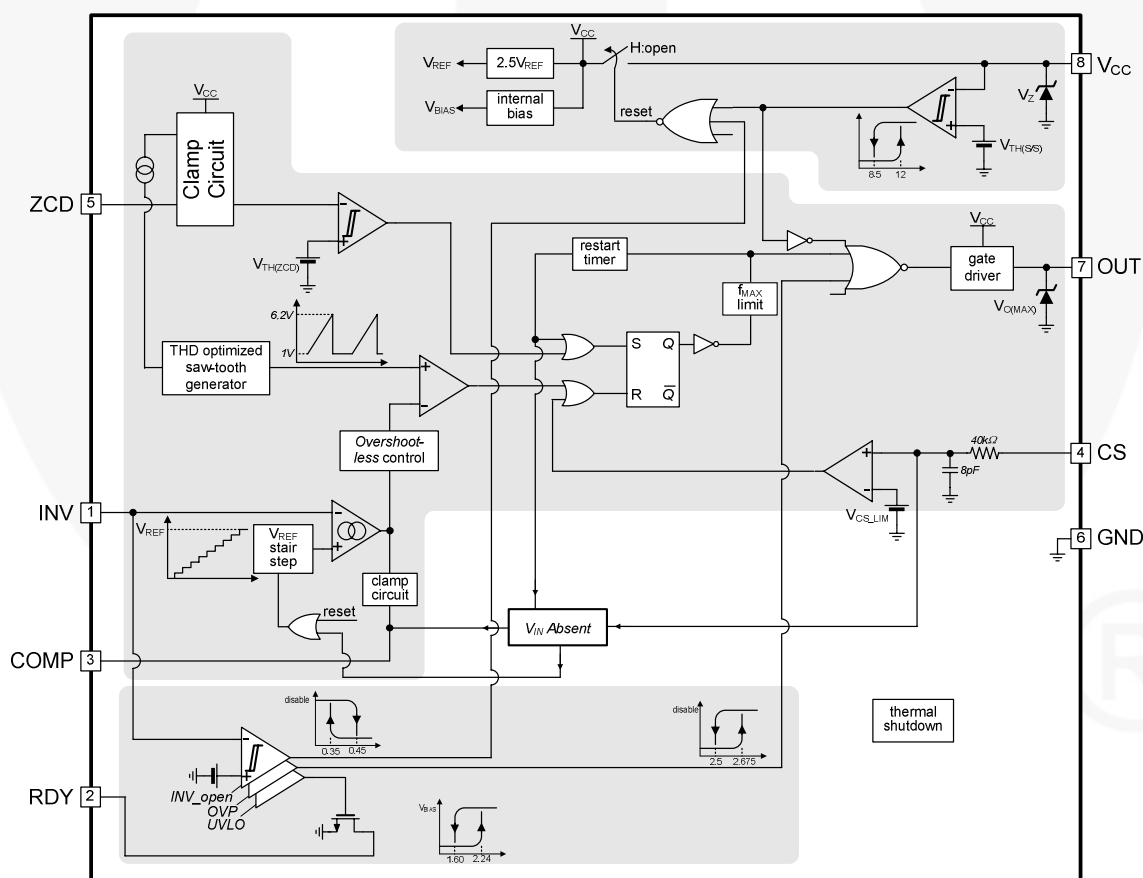 VCC
H:open
VREF
2.5VREF
8
VCC
VBIAS
internal
bias
reset
VZ
VTH(S/S)
8.5
12
VCC
Clamp
Circuit
ZCD
5
VTH(ZCD)
restart
timer
VCC
gate
driver
7
OUT
VO(MAX)
fMAX
limit
6.2V
1V
THD optimized
saw-tooth
generator
+
-
S
Q
R
Q
Overshoot-
less control
40kΩ
4
CS
8pF
VCS_LIM
INV
1
VREF
VREF
stair
step
clamp
circuit
6
GND
reset
VIN Absent
COMP
3
disable
0.35
0.45
disable
2.5
2.675
thermal
shutdown
INV_open
OVP
UVLO
RDY
2
VBIAS
1.60
2.24
R